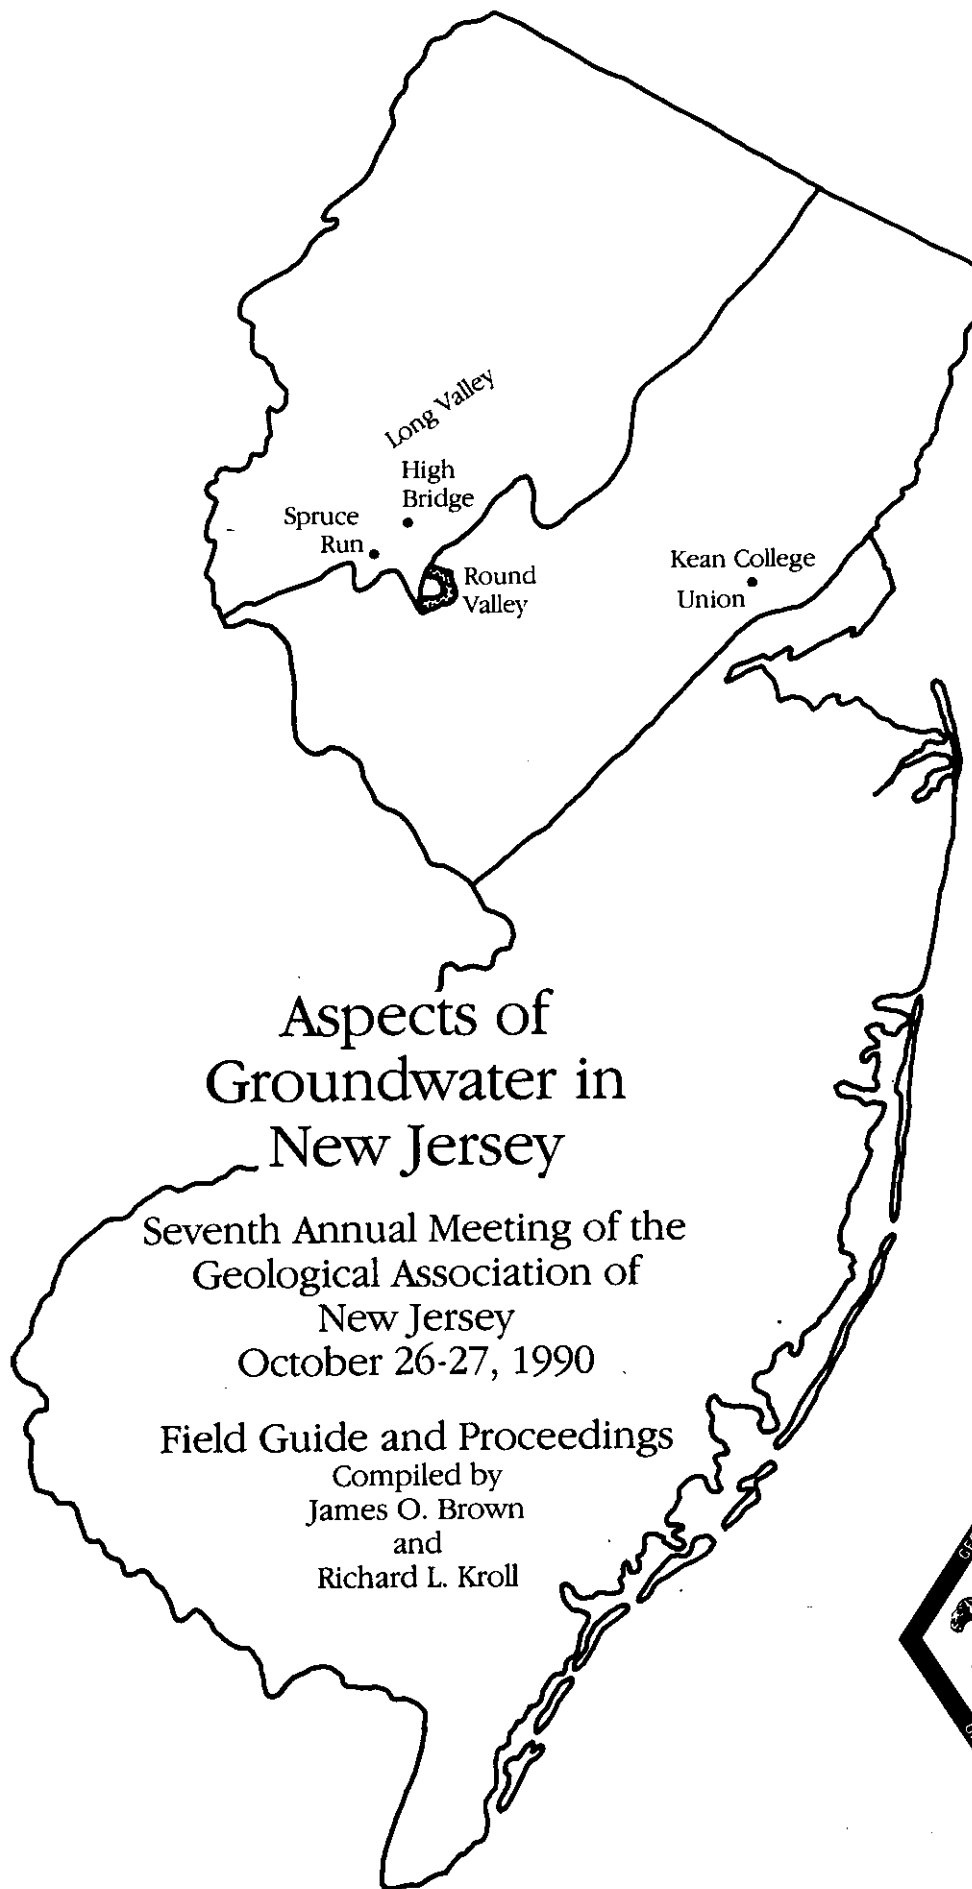 Long Valley
High
Bridge
Spruce
Run
Round
Valley
Kean College
Union
Aspects of
Groundwater in
New Jersey
Seventh Annual Meeting of the
Geological Association of
New Jersey
October 26-27, 1990
Field Guide and Proceedings
Compiled by
James O. Brown
and
Richard L. Kroll